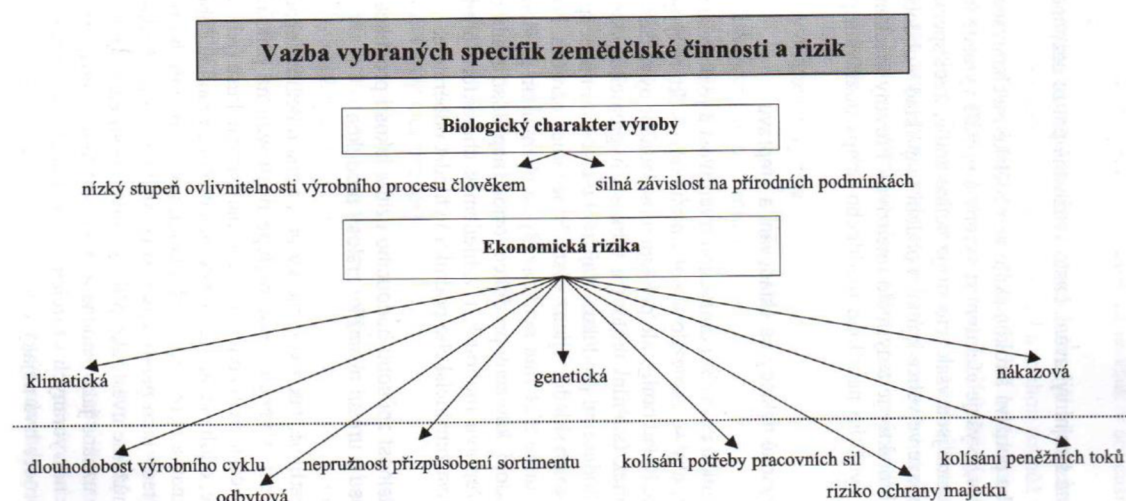 Vazba vybraných specifik zemědělské činnosti a rizik
Biologický charakter výroby
nízký stupeň ovlivnitelnosti výrobního procesu člověkem
silná závislost na přírodních podmínkách
Ekonomická rizika
klimatická
genetická
nákazová
dlouhodobost výrobního cyklu
nepružnost přizpůsobení sortimentu
kolísání potřeby pracovních sil
kolísání peněžních toků
odbytová
riziko ochrany majetku